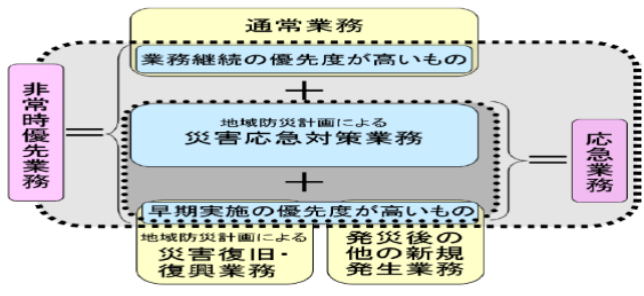 通常業務
業務継続の優先度が高いもの
非常時優先業務
＋
＝
地域防災計画による
災害応急対策業務
＋
＝
応急業務
早期実施の優先度が高いもの
地域防災計画による
災害復旧・
復興業務
発災後の
他の新規
発生業務